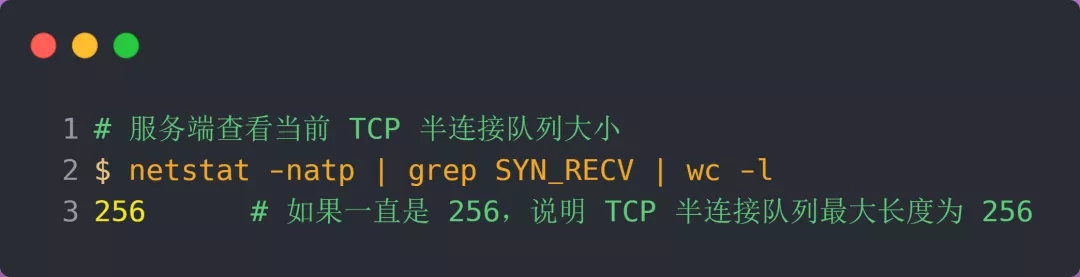 1 # 服务端查看当前 TCP 半连接队列大小
2 $ netstat -natp | grep SYN_RECV | wc -l
3 256      # 如果一直是 256，说明 TCP 半连接队列最大长度为 256